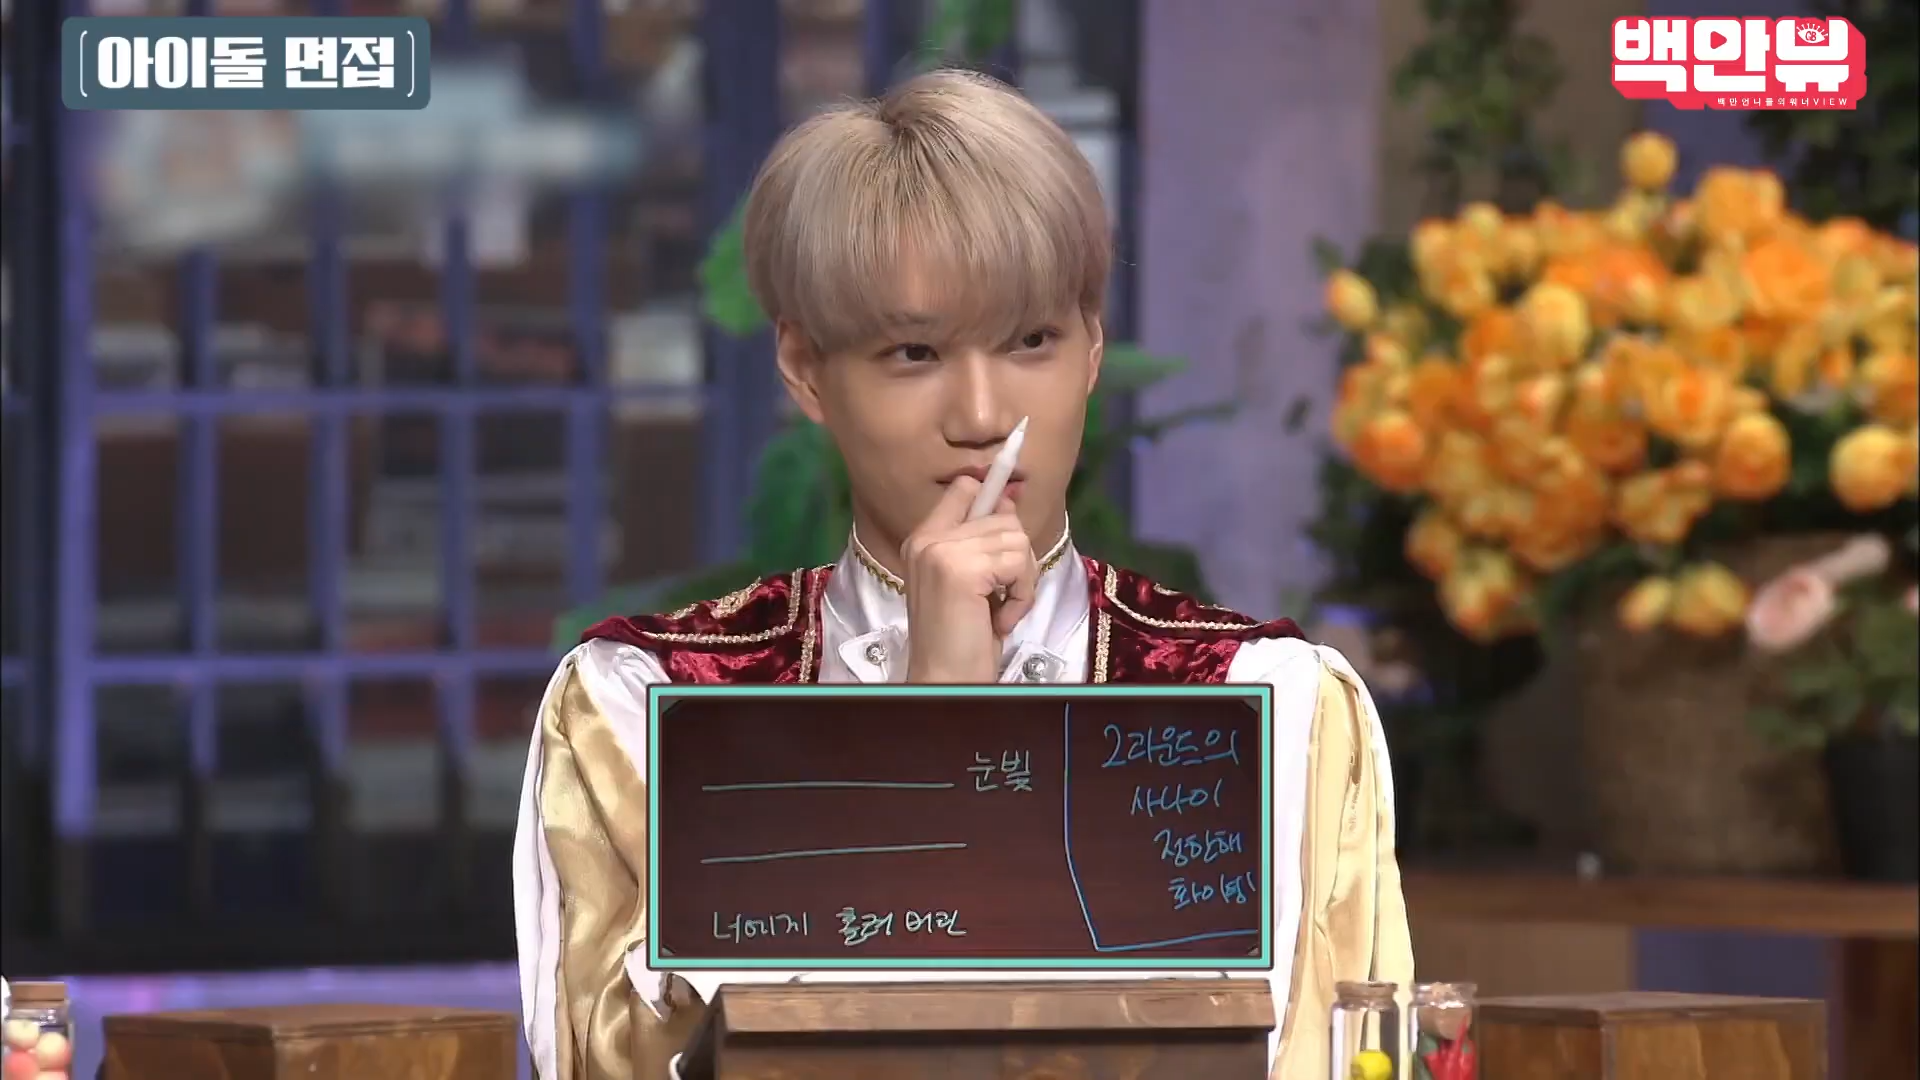 아이돌 면접
백만뷰
백만언니들의워너VIEW
눈빛
너에게 흘려 버린
2라운드의
사나이
정한해
화이팅!